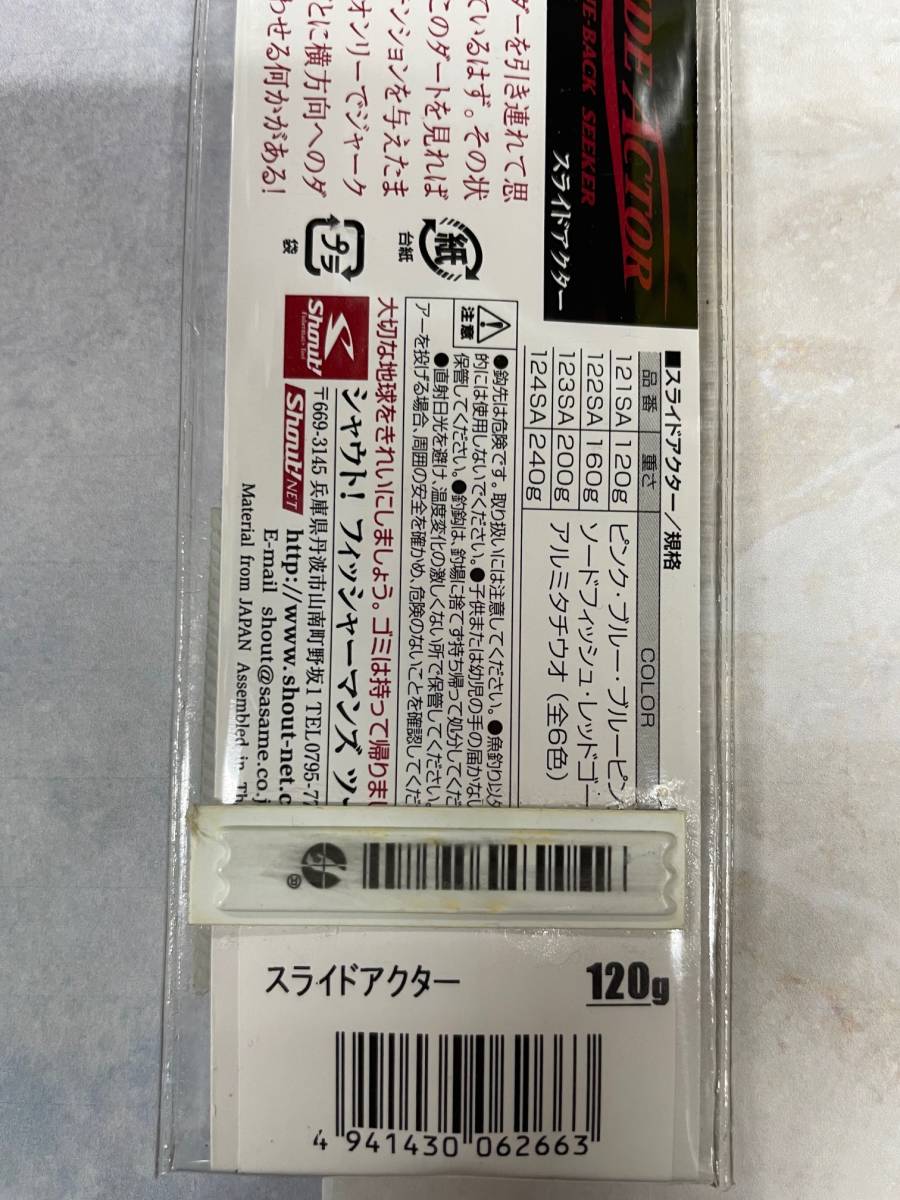 DE ACTOR
E-BACK SEEKER
スライドアクター
ダーを引き連れて思
ているはず。その状
このダートを見れば
ーンションを与えたま
オンリーでジャーク
とに横方向へのダ
わせる何かがある!
紙
台紙
プラ
袋
■スライドアクター/規格
品番 重さ COLOR
121SA 120g ピンク・ブルー・ブルーピン
122SA 160g ソードフィッシュ・レッドゴー
123SA 200g アルミタチウオ(全6色)
124SA 240g
注意
●鈎先は危険です。取り扱いには注意してください。●魚釣り以外
的には使用しないでください。●子供または幼児の手の届かない
保管してください。●釣鈎は、釣場に捨てず持ち帰って処分してくだ
●直射日光を避け、温度変化の激しくない所で保管してください。
アーを投げる場合、周囲の安全を確かめ、危険のないことを確認してくだ
大切な地球をきれいにしましょう。ゴミは持って帰りまし
Shout!
Fisherman's Tool
シャウト! フィッシャーマンズ ツー
〒669-3145 兵庫県丹波市山南町野坂1 TEL0795-77
Shout!NET
http://www.shout-net.c
E-mail shout@sasame.co.j
Material from JAPAN Assembled in Th
スライドアクター 120g
4 941430 062663